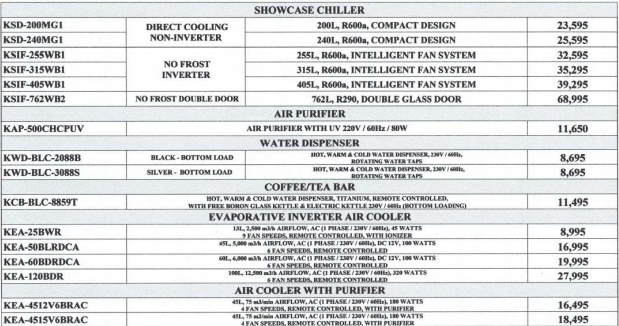 SHOWCASE CHILLER
KSD-200MG1 DIRECT COOLING NON-INVERTER 200L, R600a, COMPACT DESIGN 23,595
KSD-240MG1 240L, R600a, COMPACT DESIGN 25,595
KSIF-255WB1 NO FROST INVERTER 255L, R600a, INTELLIGENT FAN SYSTEM 32,595
KSIF-315WB1 315L, R600a, INTELLIGENT FAN SYSTEM 35,295
KSIF-405WB1 405L, R600a, INTELLIGENT FAN SYSTEM 39,295
KSIF-762WB2 NO FROST DOUBLE DOOR 762L, R290, DOUBLE GLASS DOOR 68,995
AIR PURIFIER
KAP-500CHCPUV AIR PURIFIER WITH UV 220V / 60Hz / 80W 11,650
WATER DISPENSER
KWD-BLC-2088B BLACK - BOTTOM LOAD HOT, WARM & COLD WATER DISPENSER, 230V / 60Hz, 8,695
ROTATING WATER TAPS
KWD-BLC-3088S SILVER - BOTTOM LOAD HOT, WARM & COLD WATER DISPENSER, 230V / 60Hz, 8,695
ROTATING WATER TAPS
COFFEE/TEA BAR
KCB-BLC-8859T HOT, WARM & COLD WATER DISPENSER, TITANIUM, REMOTE CONTROLLED, 11,495
WITH FREE BORON GLASS KETTLE & ELECTRIC KETTLE 230V / 60Hz (BOTTOM LOADING)
EVAPORATIVE INVERTER AIR COOLER
KEA-25BWR 13L, 2,500 m3/h AIRFLOW, AC (1 PHASE / 230V / 60Hz), 45 WATTS 8,995
9 FAN SPEEDS, REMOTE CONTROLLED, WITH IONIZER
KEA-50BLRDCA 45L, 5,000 m3/h AIRFLOW, AC (1 PHASE / 230V / 60Hz), DC 12V, 100 WATTS 16,995
6 FAN SPEEDS, REMOTE CONTROLLED
KEA-60BDRDCA 60L, 6,000 m3/h AIRFLOW, AC (1 PHASE / 230V / 60Hz), DC 12V, 100 WATTS 19,995
6 FAN SPEEDS, REMOTE CONTROLLED
KEA-120BDR 100L, 12,500 m3/h AIRFLOW, AC (1 PHASE / 230V / 60Hz), 320 WATTS 27,995
6 FAN SPEEDS, REMOTE CONTROLLED
AIR COOLER WITH PURIFIER
KEA-4512V6BRAC 45L, 75 m3/min AIRFLOW, AC (1 PHASE / 230V / 60Hz), 180 WATTS 16,495
4 FAN SPEEDS, REMOTE CONTROLLED, WITH PURIFIER
KEA-4515V6BRAC 45L, 75 m3/min AIRFLOW, AC (1 PHASE / 230V / 60Hz), 180 WATTS 18,495
4 FAN SPEEDS, REMOTE CONTROLLED, WITH PURIFIER